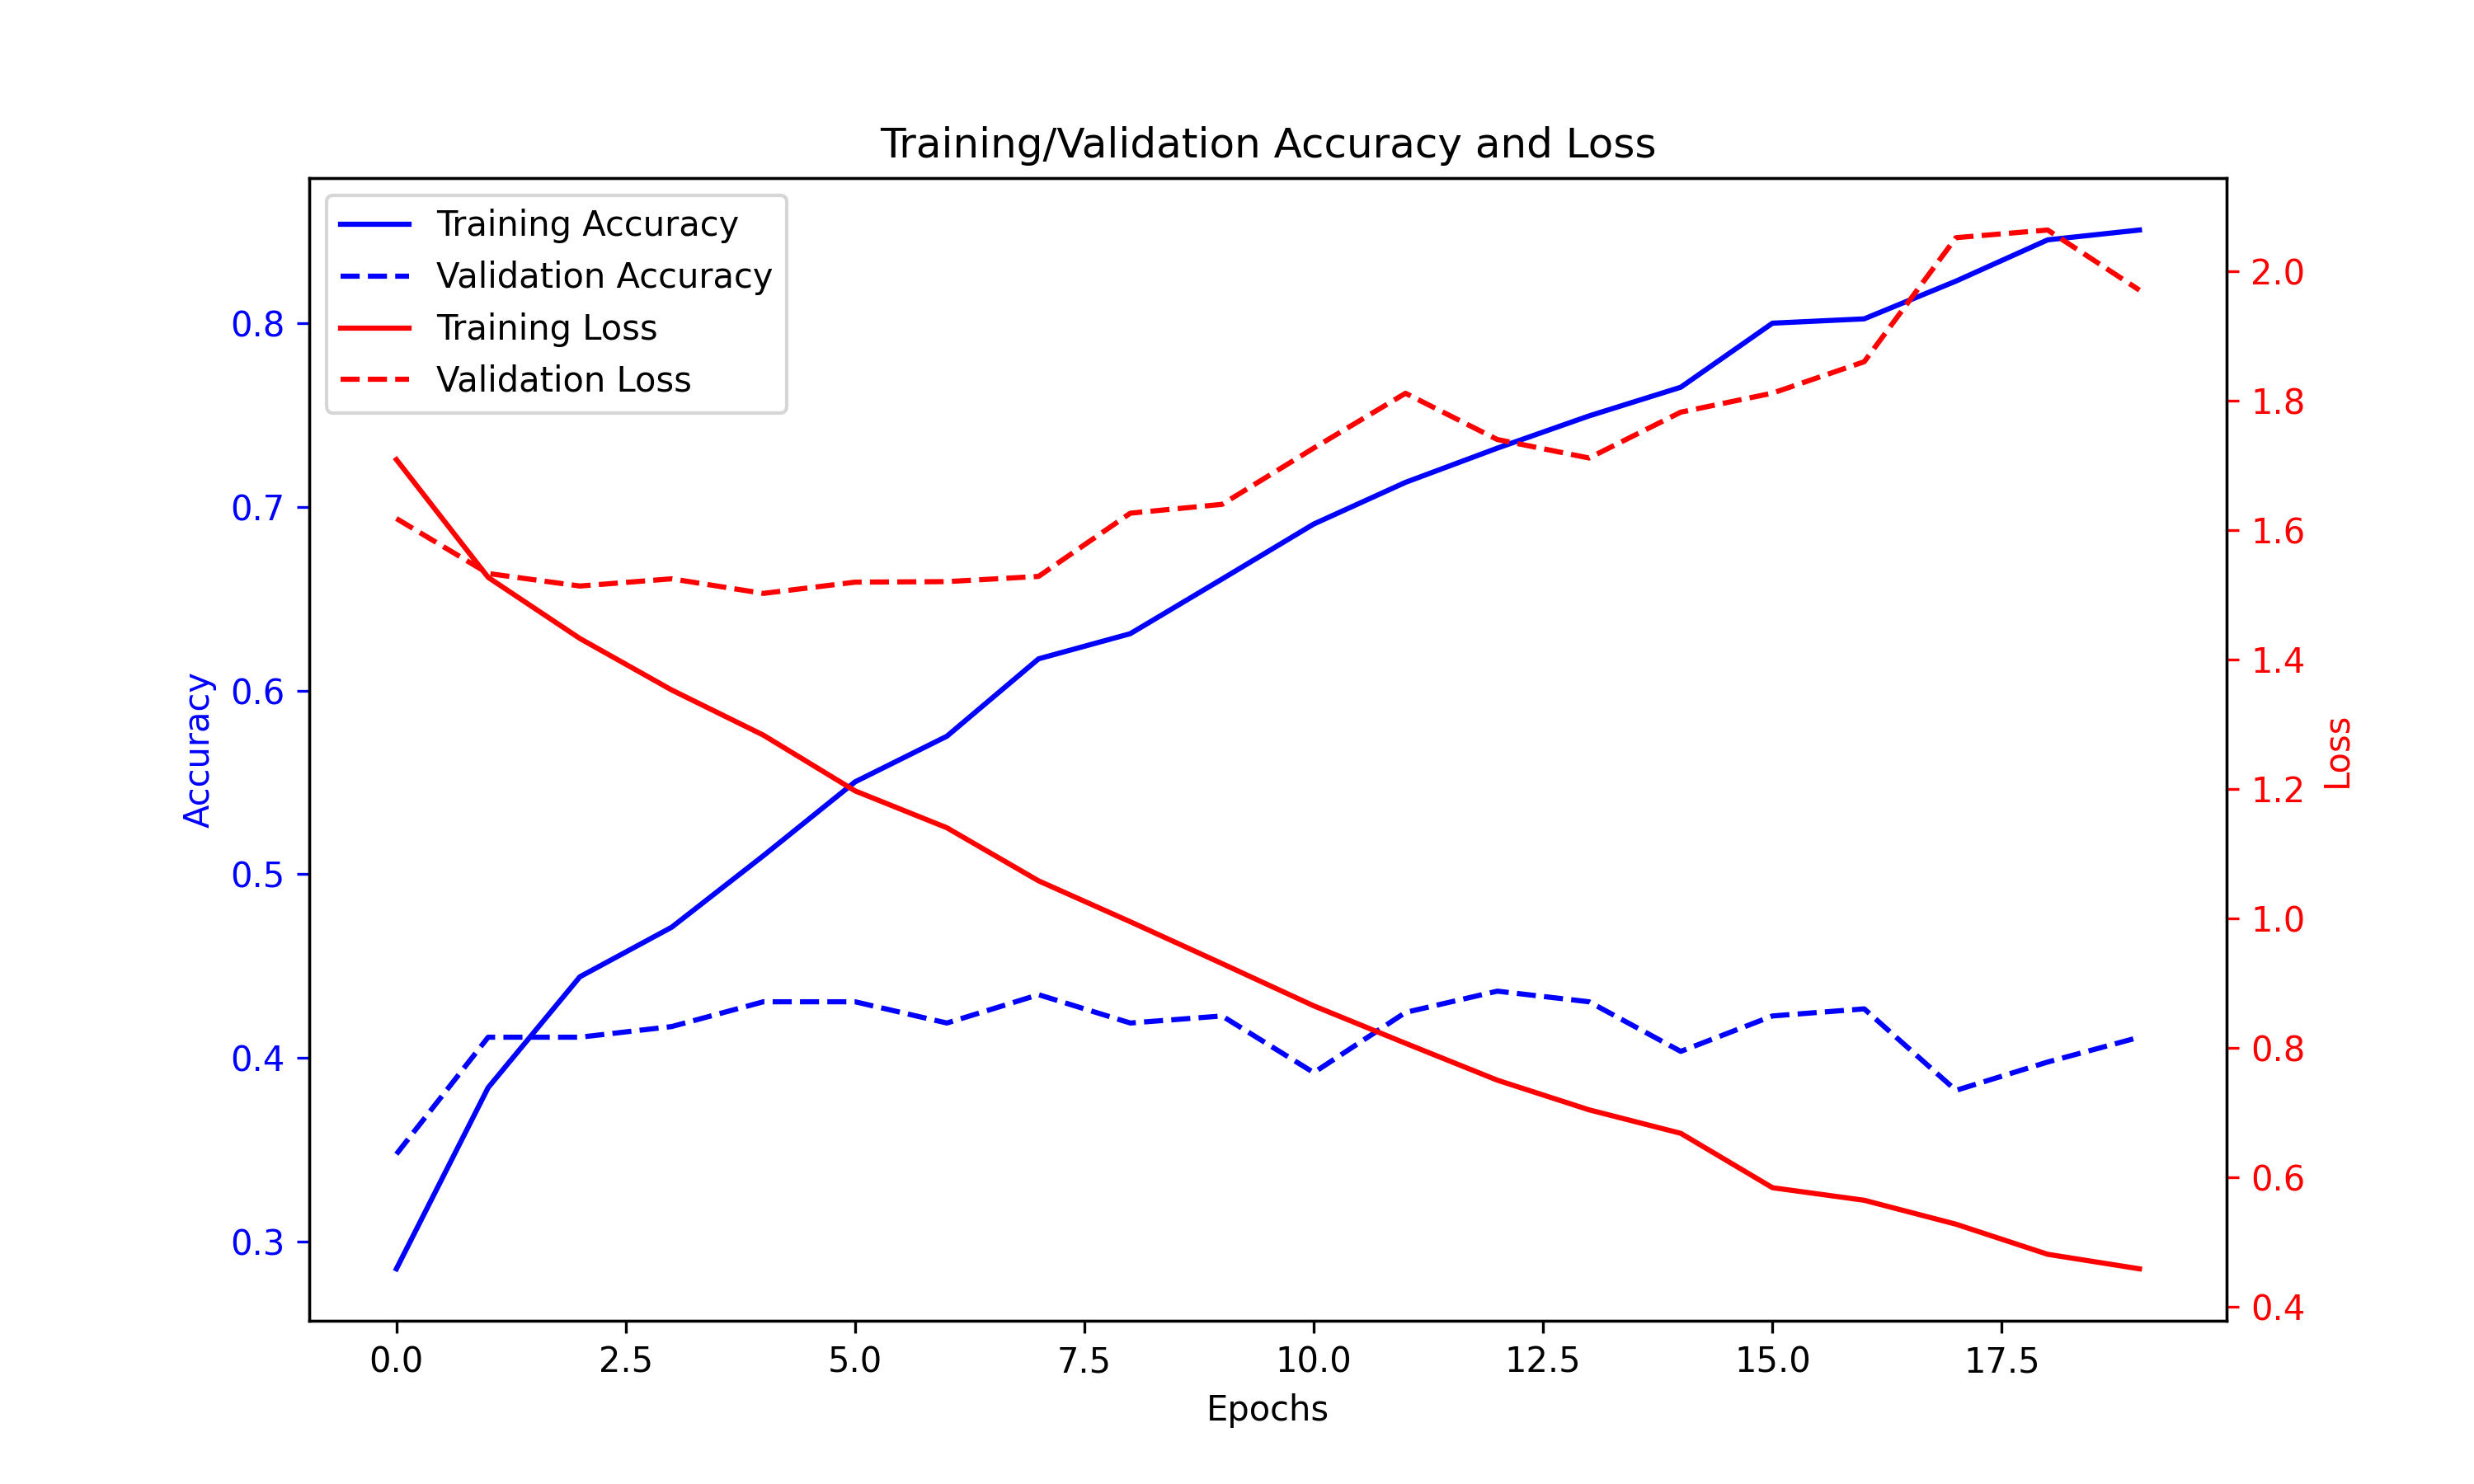 Training/Validation Accuracy and Loss
Training Accuracy
Validation Accuracy
Training Loss
Validation Loss
Accuracy
0.8
0.7
0.6
0.5
0.4
0.3
2.0
1.8
1.6
1.4
1.2
1.0
0.8
0.6
0.4
Loss
0.0 2.5 5.0 7.5 10.0 12.5 15.0 17.5
Epochs